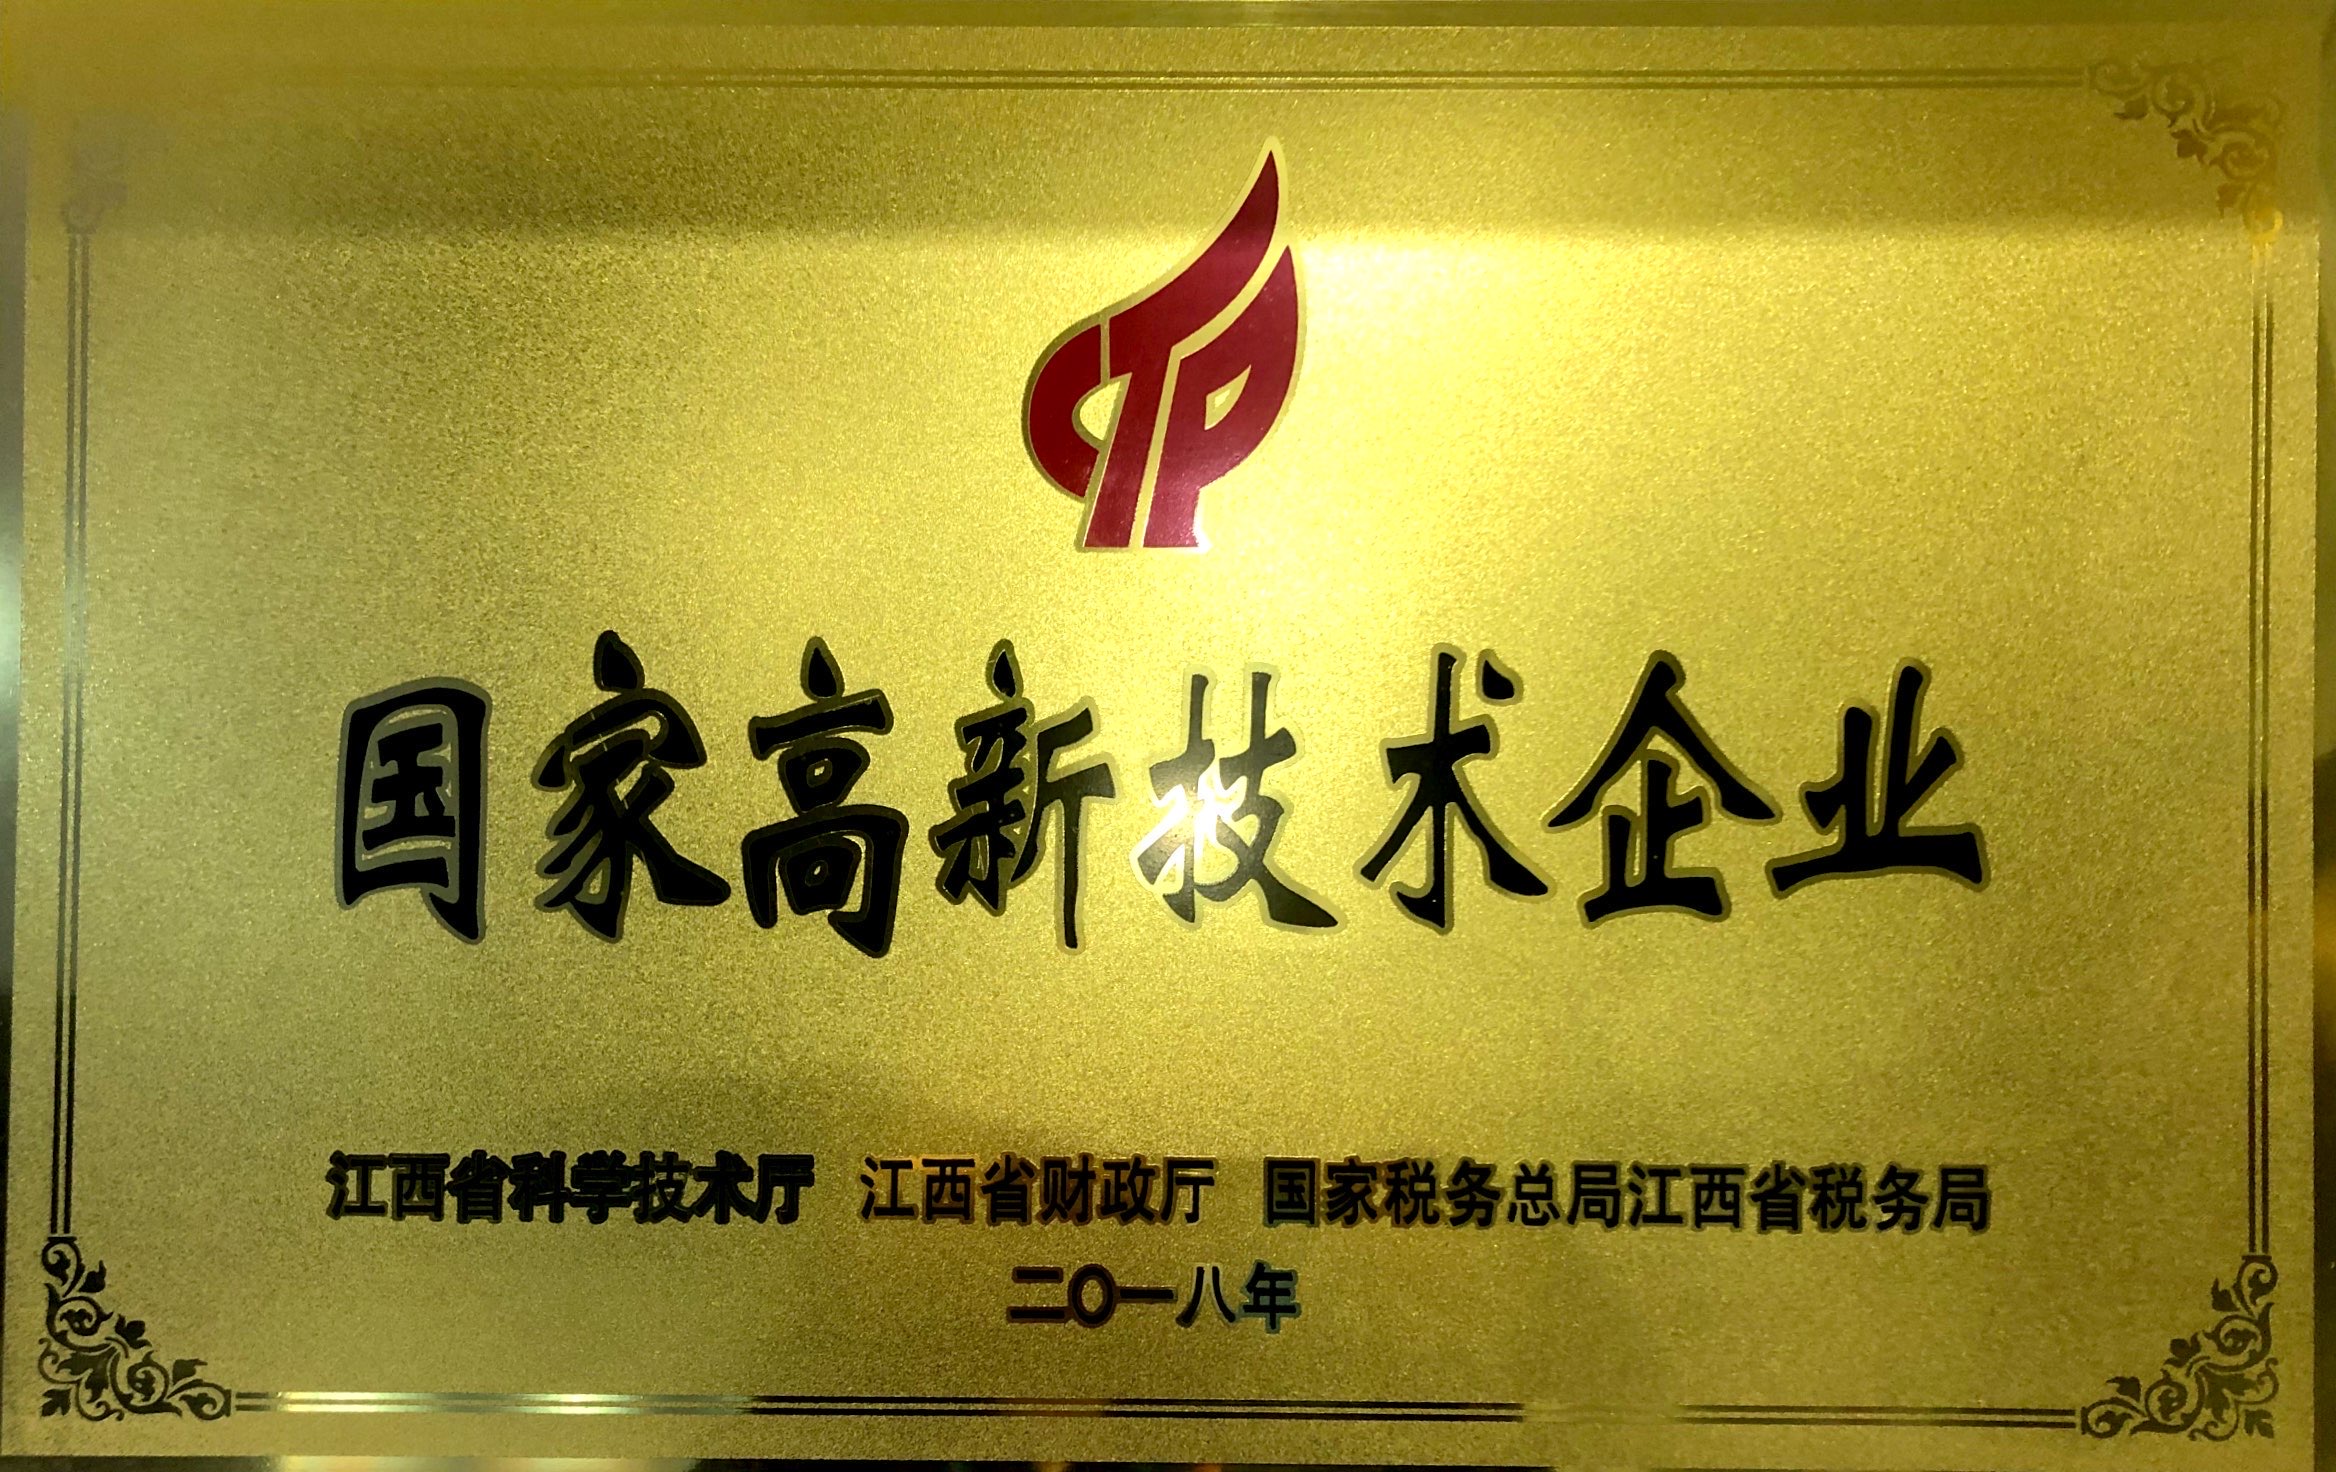 CTP
国家高新技术企业
江西省科学技术厅 江西省财政厅 国家税务总局江西省税务局
二〇一八年